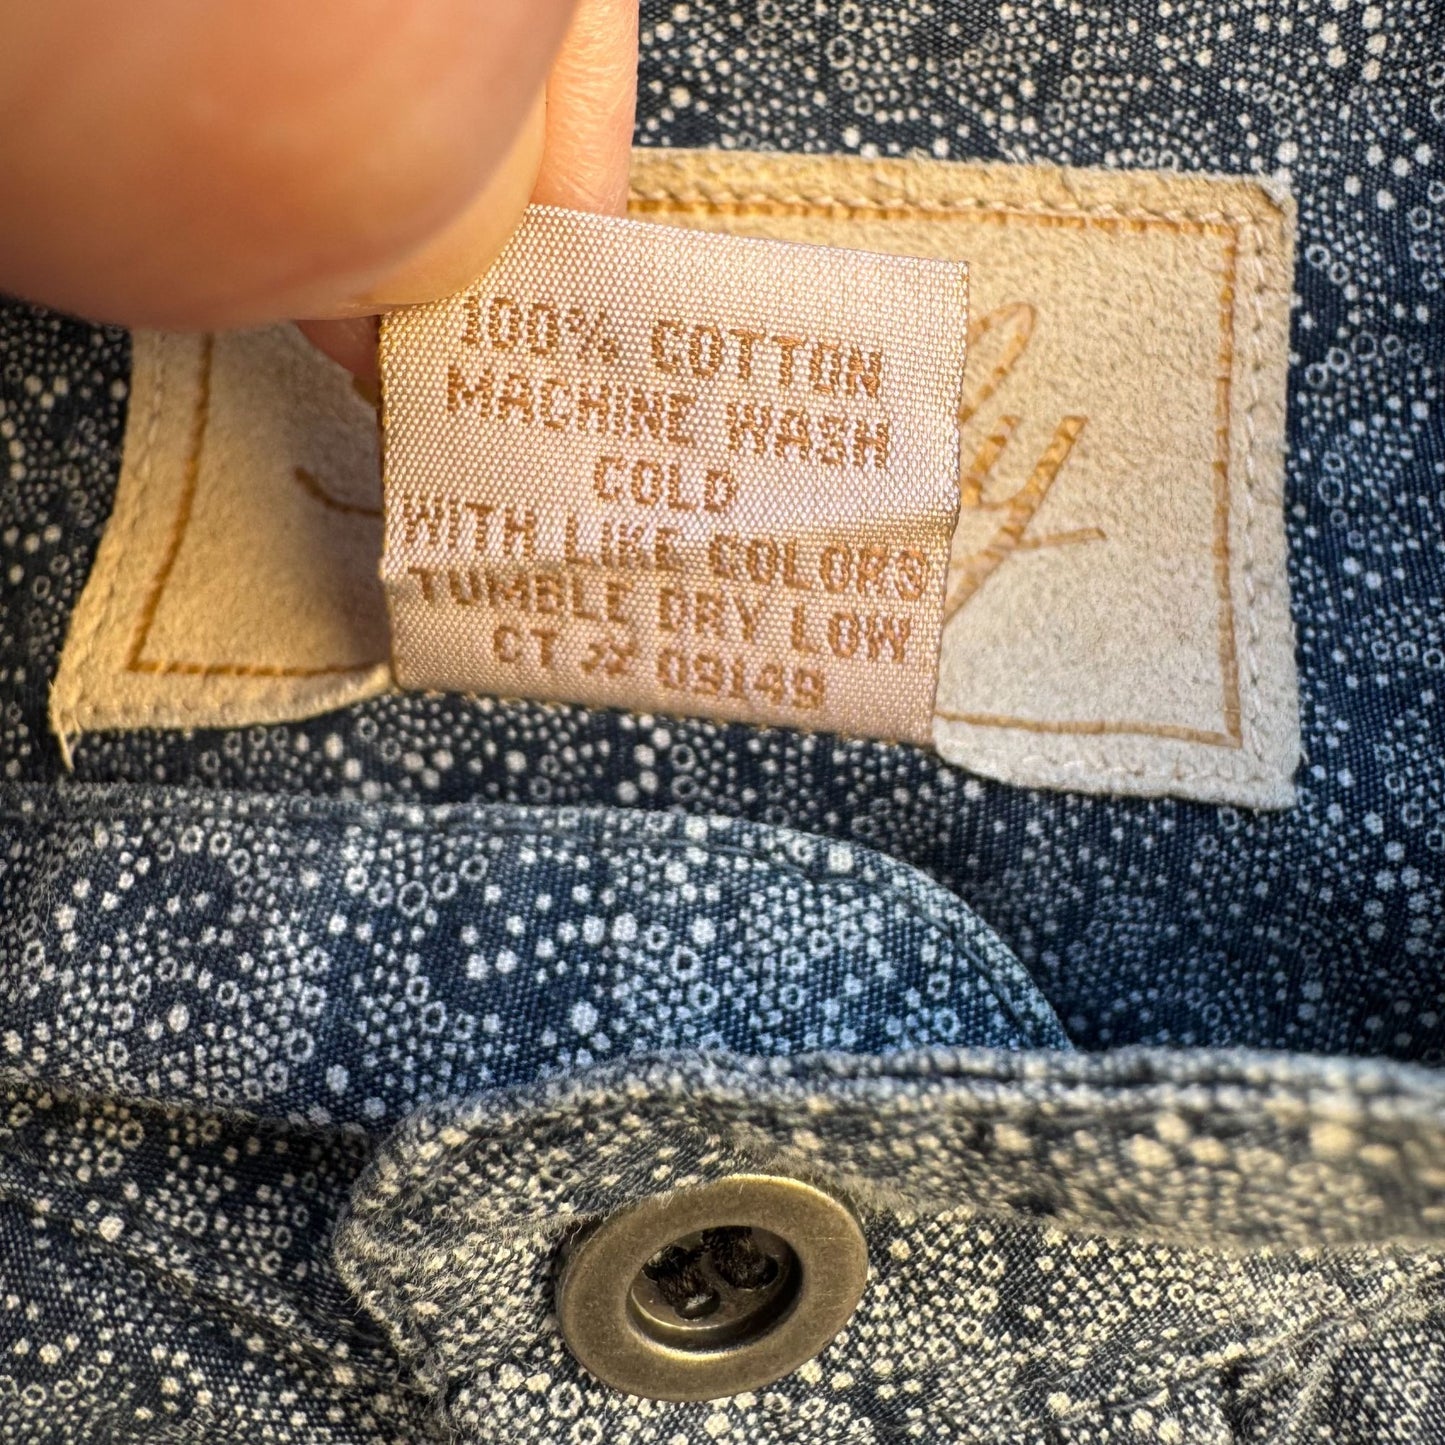 100% COTTON
MACHINE WASH
COLD
WITH LIKE COLORS
TUMBLE DRY LOW
CT # 09149